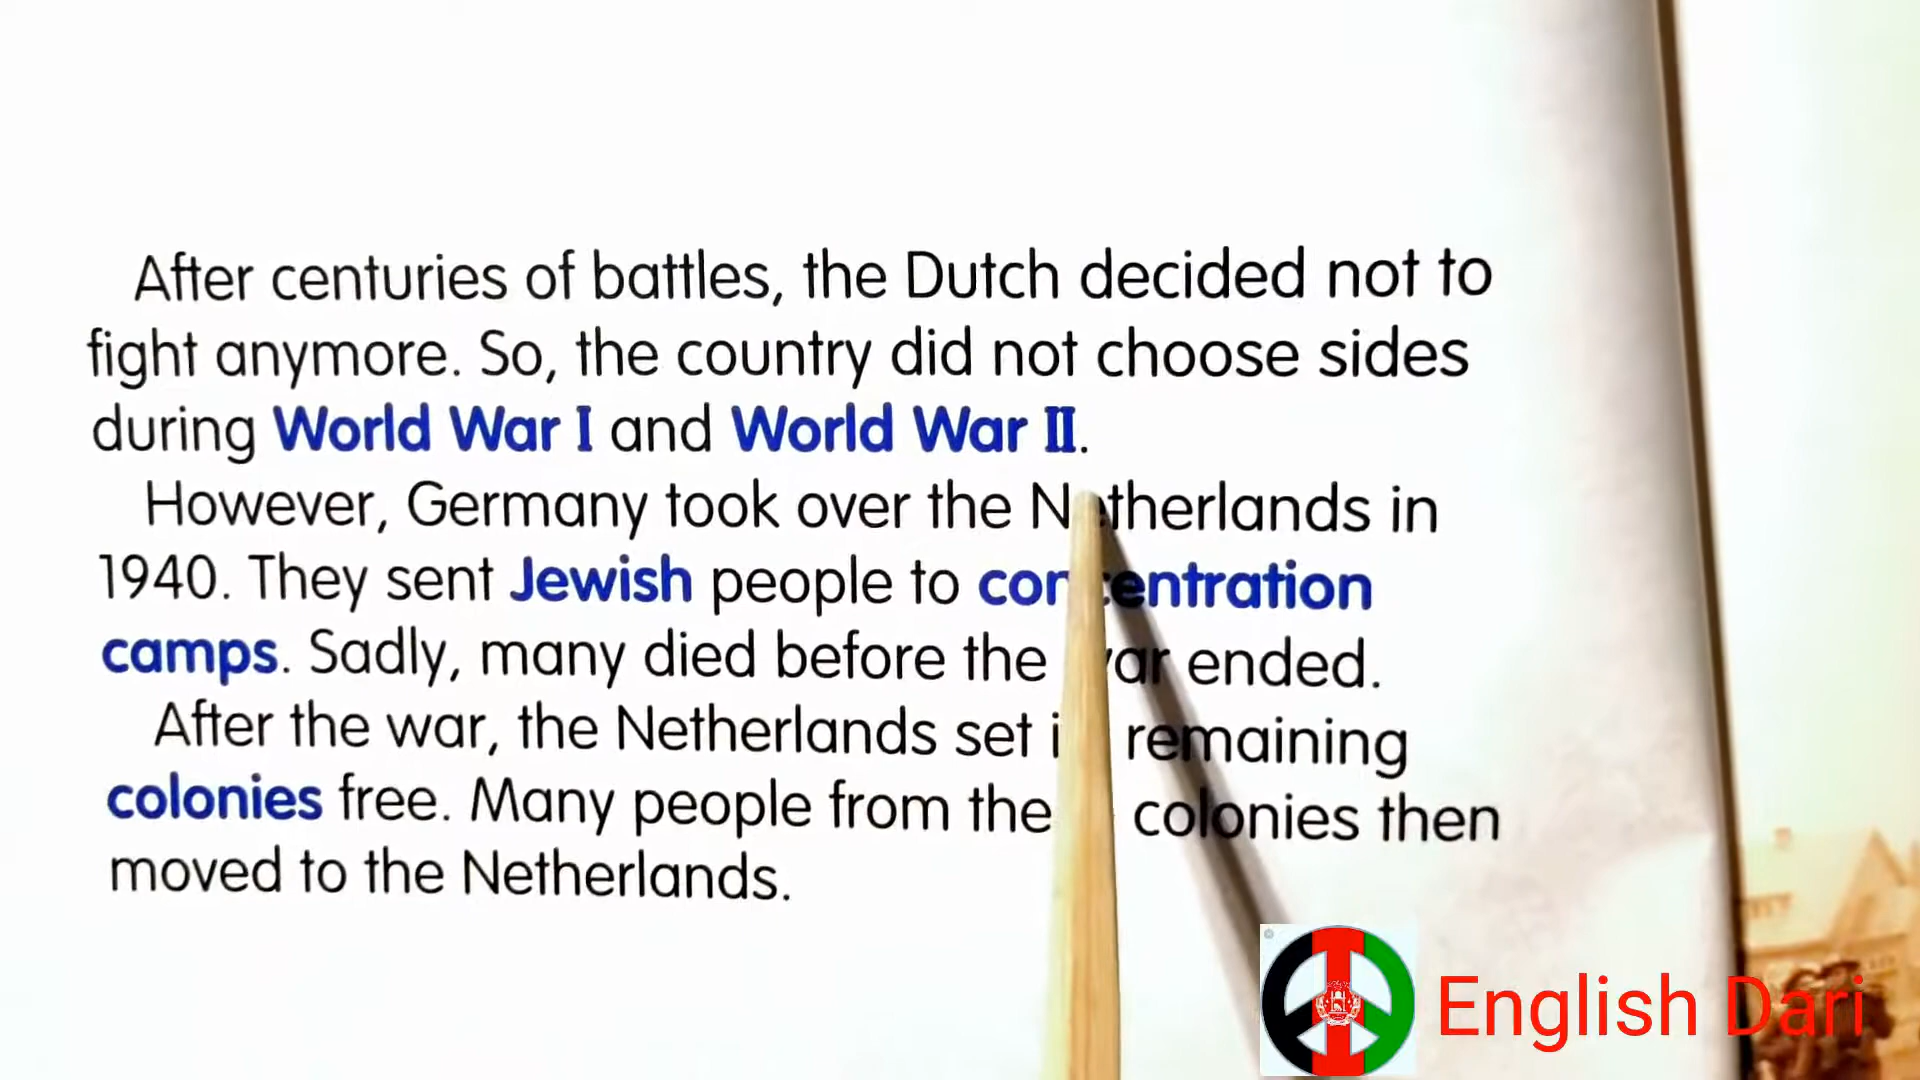 After centuries of battles, the Dutch decided not to
fight anymore. So, the country did not choose sides
during World War I and World War II.
However, Germany took over the Netherlands in
1940. They sent Jewish people to concentration
camps. Sadly, many died before the war ended.
After the war, the Netherlands set remaining
colonies free. Many people from the colonies then
moved to the Netherlands.
English Dari